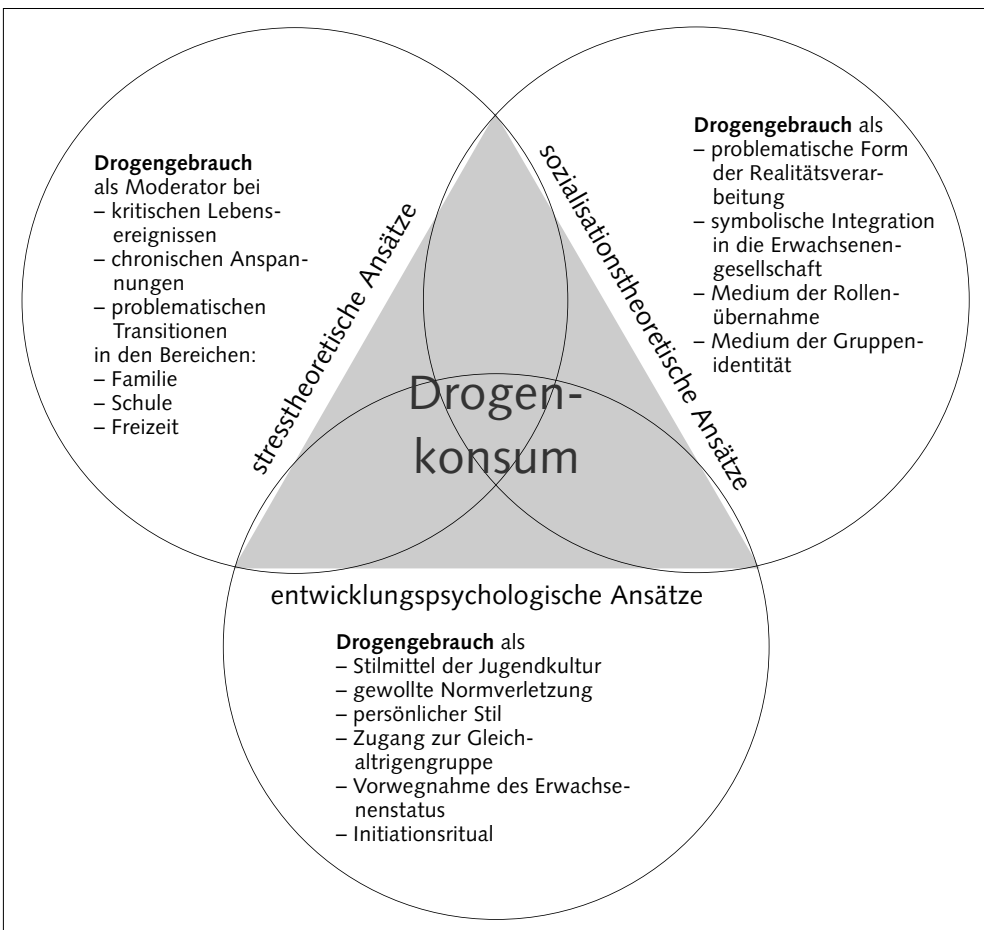 Drogengebrauch
als Moderator bei
– kritischen Lebens-
ereignissen
– chronischen Anspan-
nungen
– problematischen
Transitionen
in den Bereichen:
– Familie
– Schule
– Freizeit
stresstheoretische Ansätze
sozialisationstheoretische Ansätze
Drogengebrauch als
– problematische Form
der Realitätsverar-
beitung
– symbolische Integration
in die Erwachsenen-
gesellschaft
– Medium der Rollen-
übernahme
– Medium der Gruppen-
identität
Drogen-
konsum
entwicklungspsychologische Ansätze
Drogengebrauch als
– Stilmittel der Jugendkultur
– gewollte Normverletzung
– persönlicher Stil
– Zugang zur Gleich-
altrigengruppe
– Vorwegnahme des Erwachse-
nenstatus
– Initiationsritual